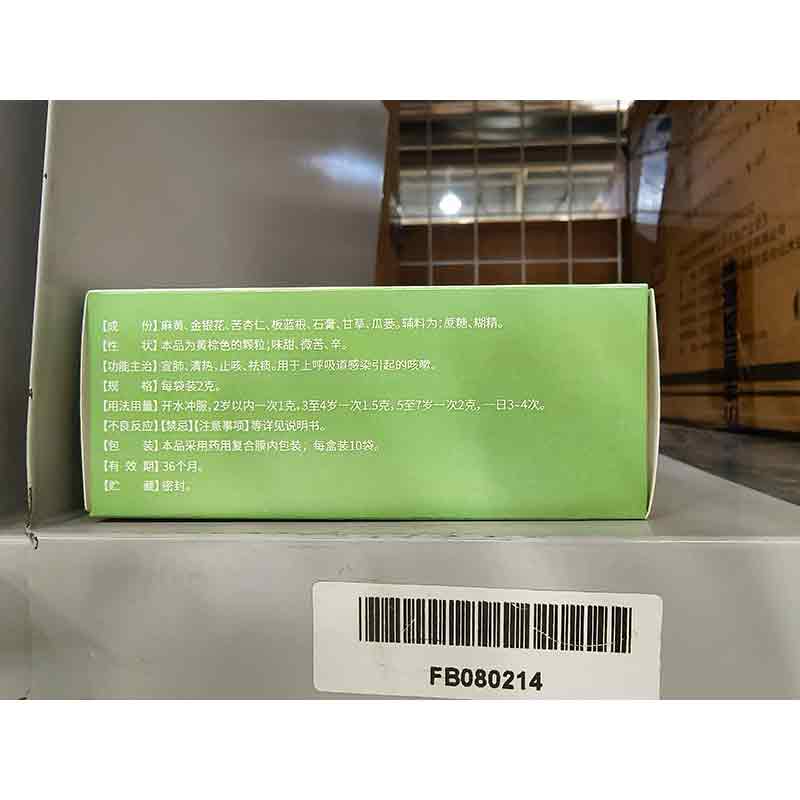 【成 份】麻黄、金银花、苦杏仁、板蓝根、石膏、甘草、瓜蒌。辅料为:蔗糖、糊精。
【性 状】本品为黄棕色的颗粒;味甜、微苦、辛。
【功能主治】宣肺、清热、止咳、祛痰。用于上呼吸道感染引起的咳嗽。
【规 格】每袋装2克。
【用法用量】开水冲服,2岁以内一次1克,3至4岁一次1.5克,5至7岁一次2克,一日3~4次。
【不良反应】【禁忌】【注意事项】等详见说明书。
【包 装】本品采用药用复合膜内包装,每盒装10袋。
【有 效 期】36个月。
【贮 藏】密封。
FB080214